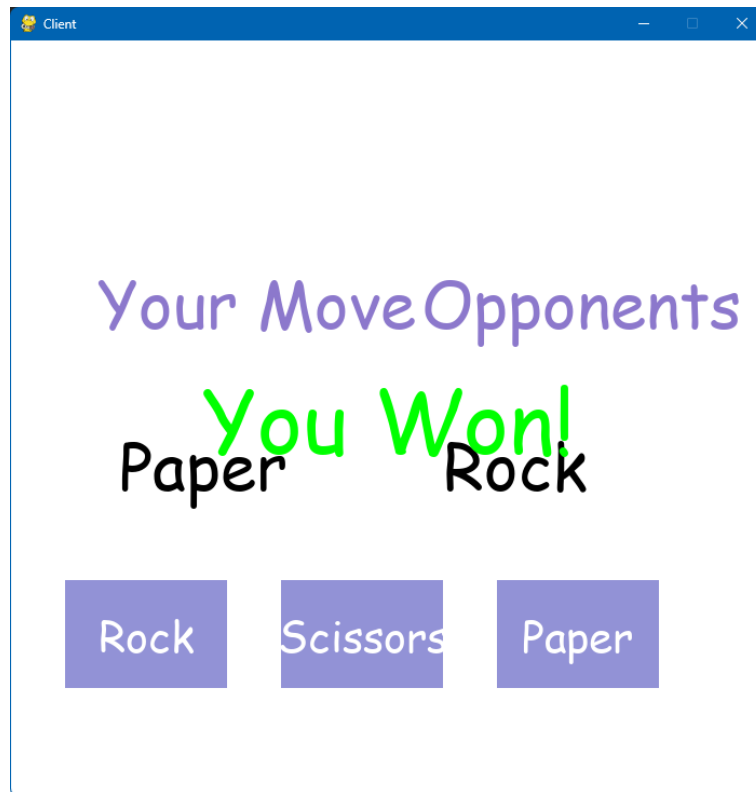 Client
Your Move Opponents
You Won!
Paper Rock
Rock Scissors Paper